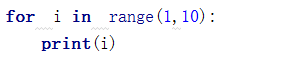 for i in range(1,10):
    print(i)